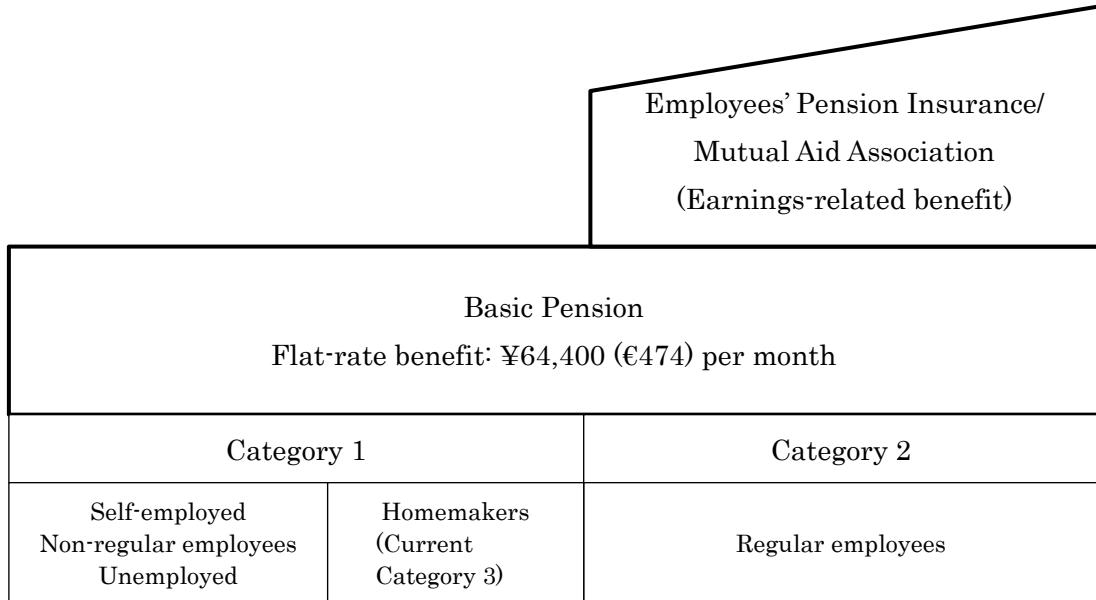 Employees’ Pension Insurance/
Mutual Aid Association
(Earnings-related benefit)
Basic Pension
Flat-rate benefit: ¥64,400 (€474) per month
Category 1
Category 2
Self-employed
Non-regular employees
Unemployed
Homemakers
(Current
Category 3)
Regular employees